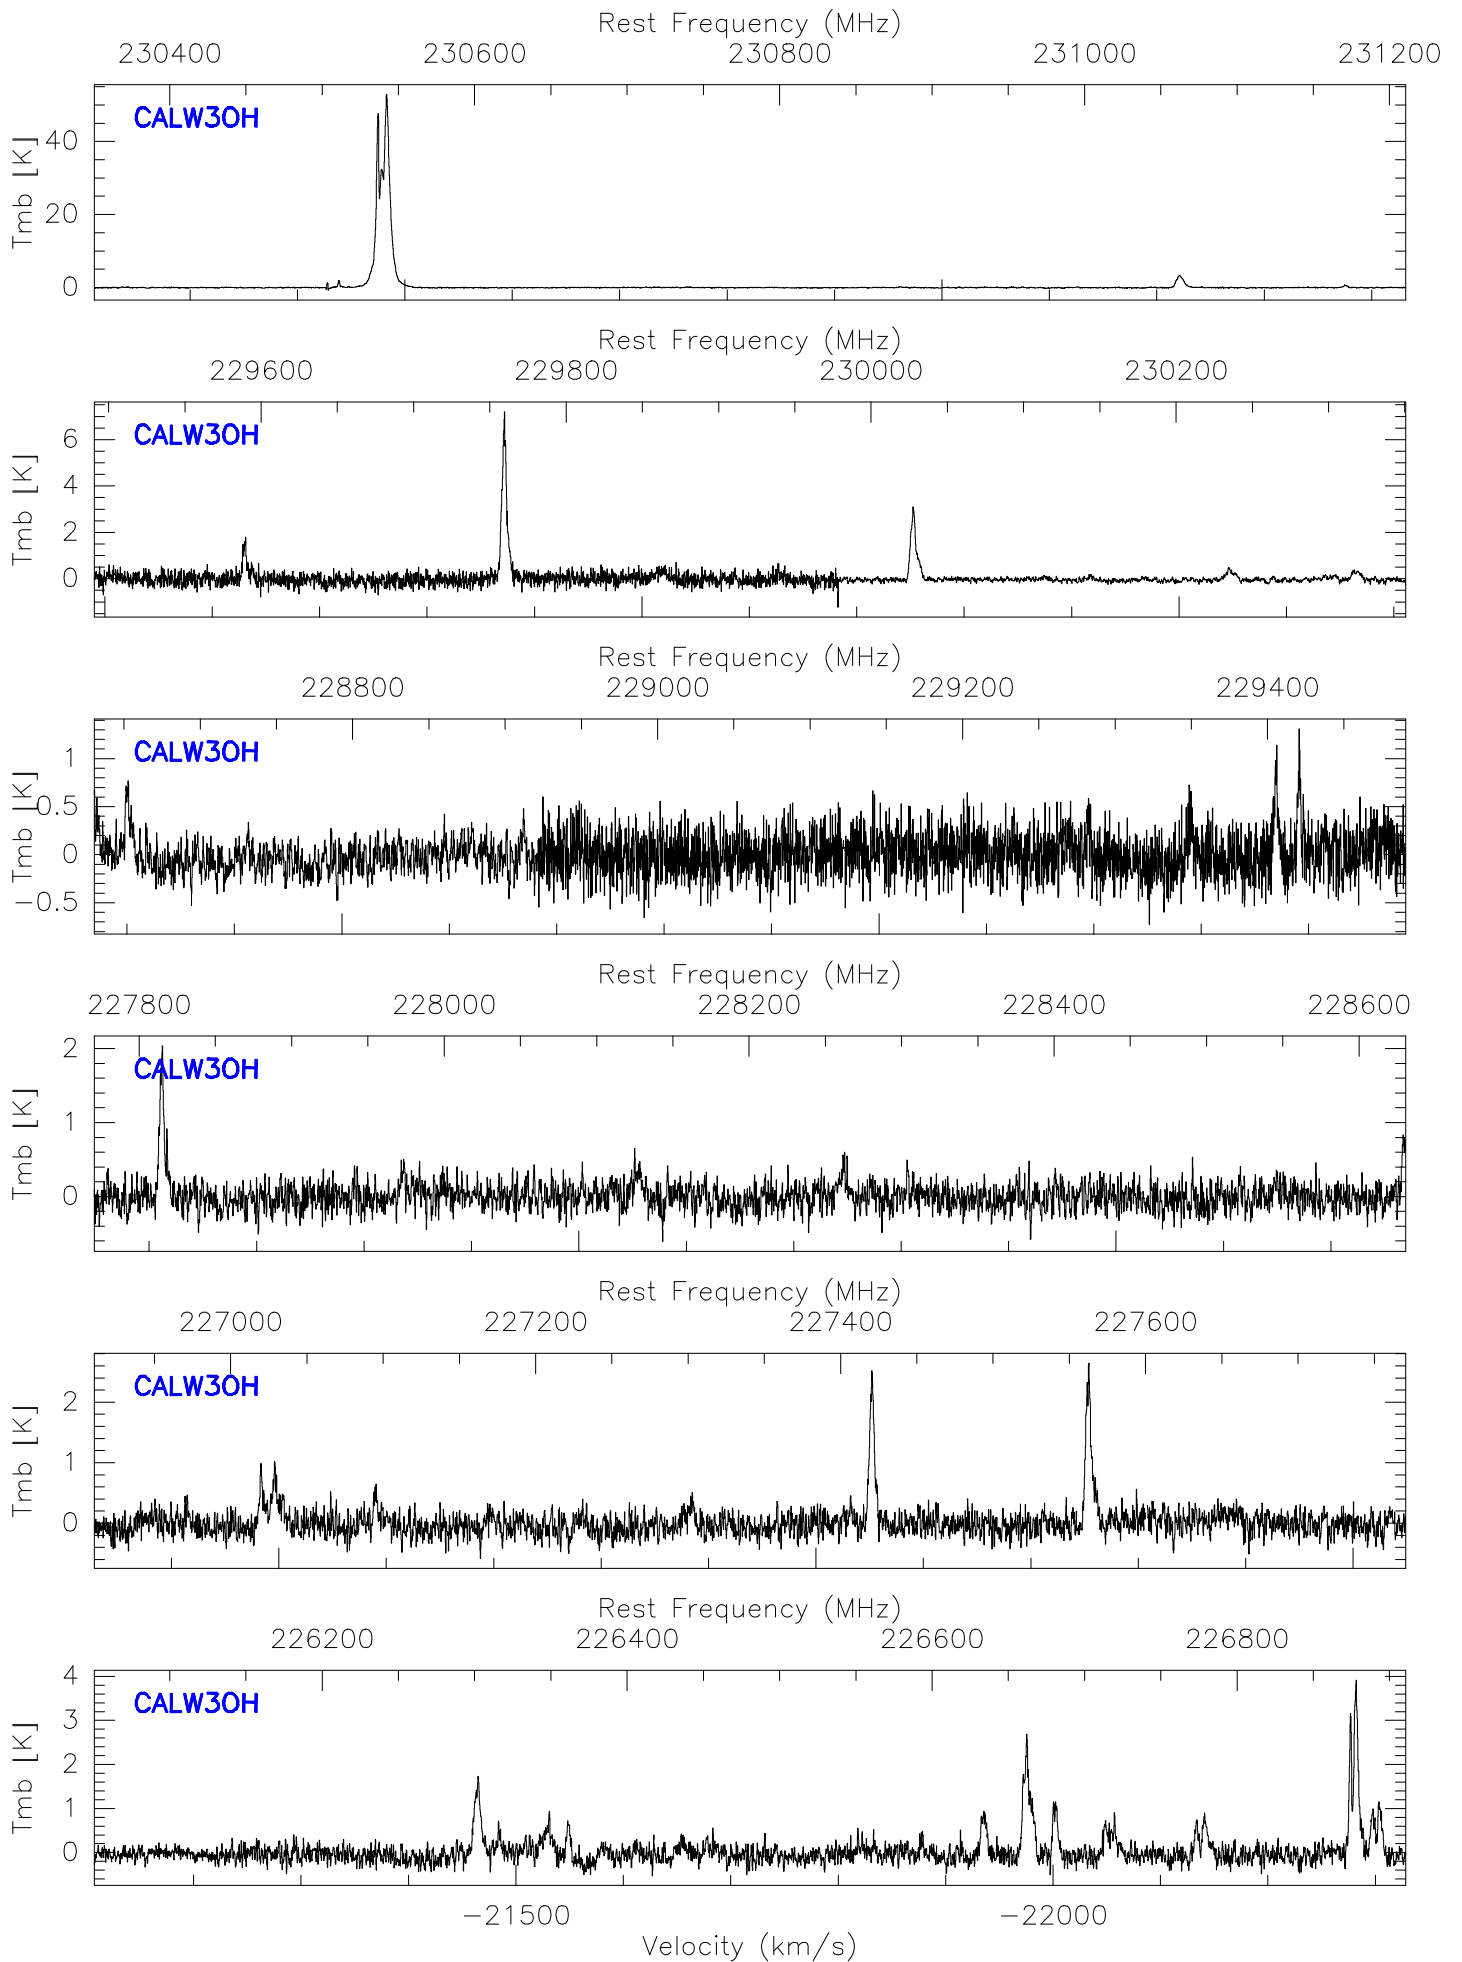 Rest Frequency (MHz)
230400 230600 230800 231000 231200
CALW3OH
Tmb [K]
40
20
0
Rest Frequency (MHz)
229600 229800 230000 230200
CALW3OH
Tmb [K]
6
4
2
0
Rest Frequency (MHz)
228800 229000 229200 229400
CALW3OH
Tmb [K]
1
0.5
0
-0.5
Rest Frequency (MHz)
227800 228000 228200 228400 228600
CALW3OH
Tmb [K]
2
1
0
Rest Frequency (MHz)
227000 227200 227400 227600
CALW3OH
Tmb [K]
2
1
0
Rest Frequency (MHz)
226200 226400 226600 226800
CALW3OH
Tmb [K]
4
3
2
1
0
-21500 -22000
Velocity (km/s)